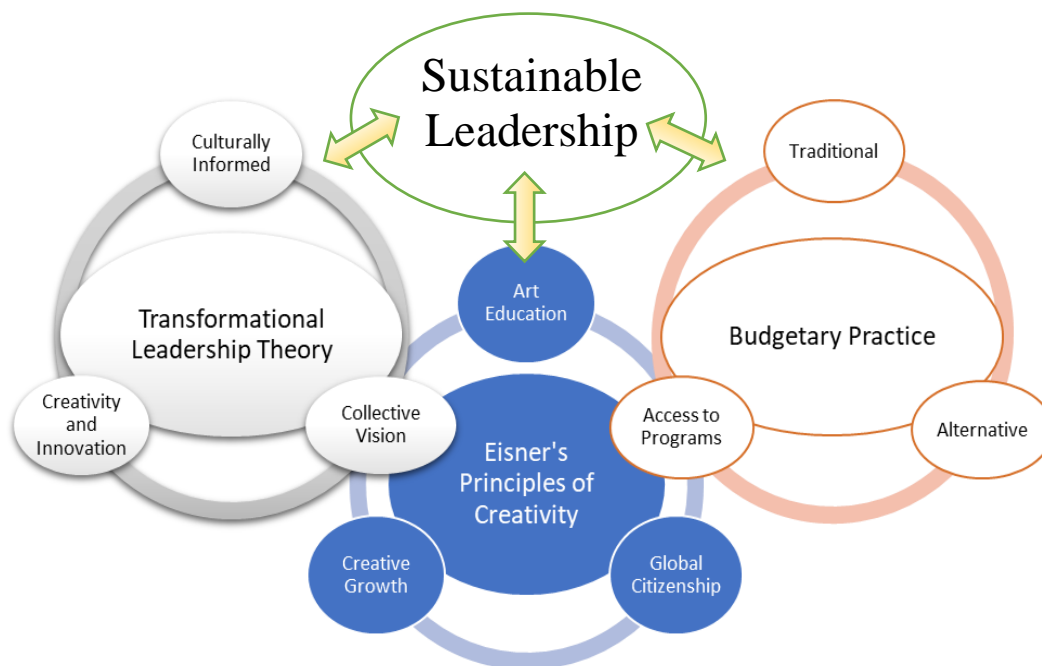 Sustainable
Leadership
Culturally
Informed
Transformational
Leadership Theory
Creativity
and
Innovation
Collective
Vision
Art
Education
Eisner's
Principles of
Creativity
Creative
Growth
Global
Citizenship
Traditional
Budgetary Practice
Access to
Programs
Alternative